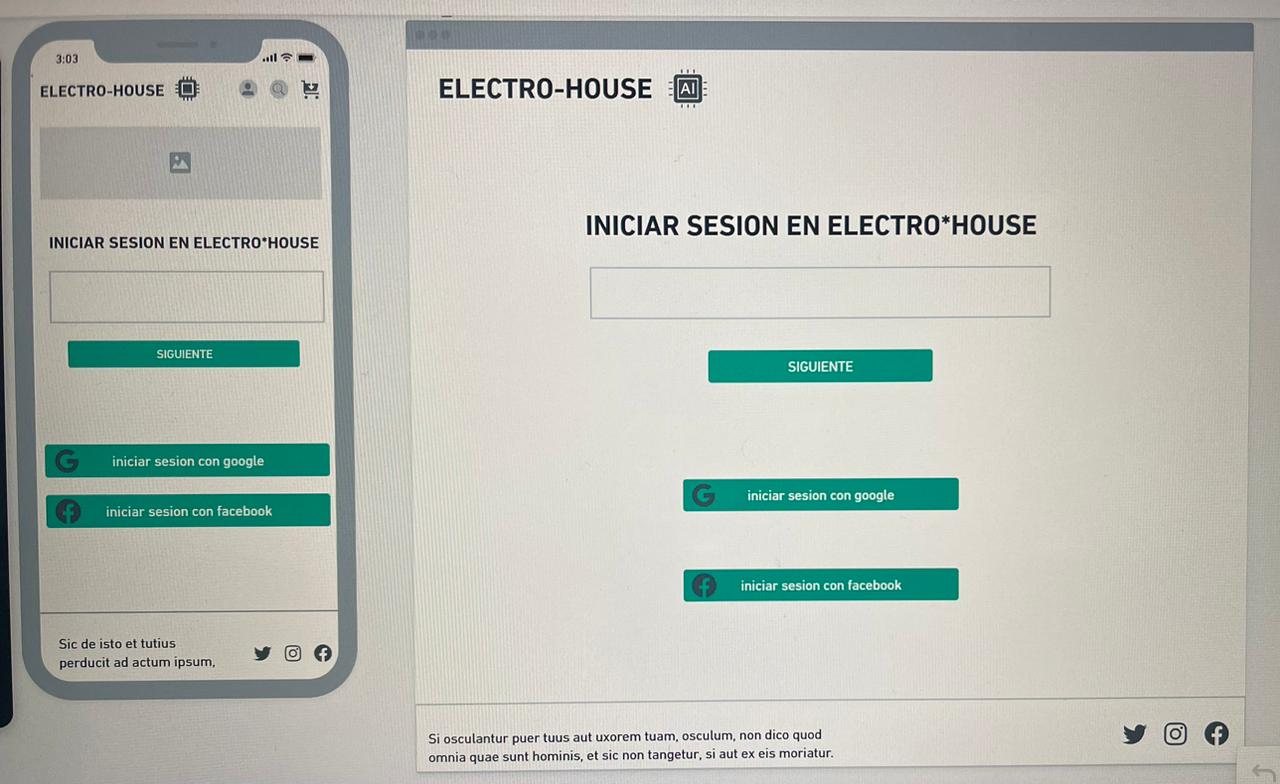 3:03
ELECTRO-HOUSE
INICIAR SESION EN ELECTRO*HOUSE
SIGUIENTE
iniciar sesion con google
iniciar sesion con facebook
Sic de isto et tutius
perducit ad actum ipsum,
ELECTRO-HOUSE AI
INICIAR SESION EN ELECTRO*HOUSE
SIGUIENTE
iniciar sesion con google
iniciar sesion con facebook
Si osculantur puer tuus aut uxorem tuam, osculum, non dico quod
omnia quae sunt hominis, et sic non tangetur, si aut ex eis moriatur.